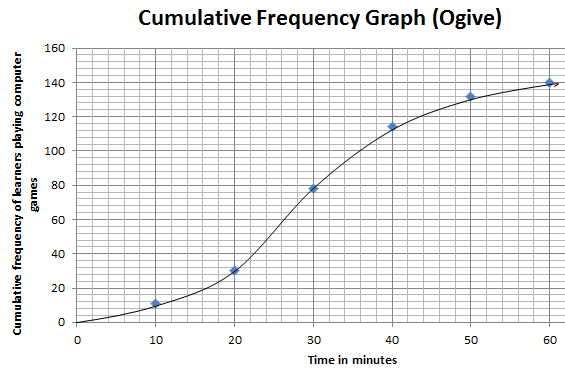 Cumulative Frequency Graph (Ogive)
Cumulative frequency of learners playing computer
games
160
140
120
100
80
60
40
20
0
0 10 20 30 40 50 60
Time in minutes